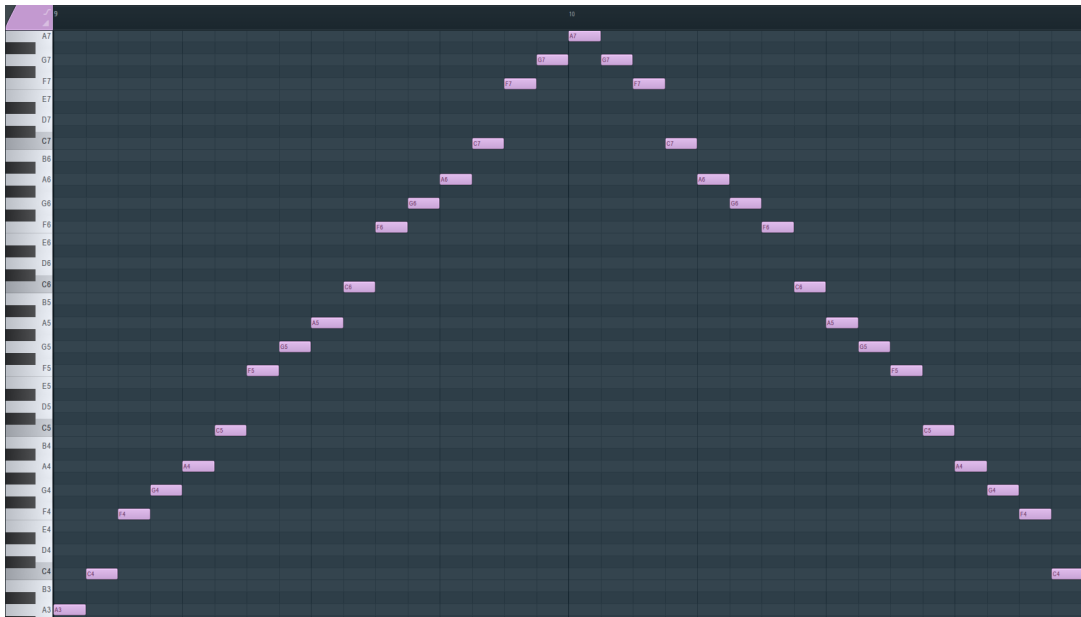 9 10
A7 A7
G7 G7 G7
F7 F7 F7
E7
D7
C7 C7 C7
B6
A6 A6 A6
G6 G6 G6
F6 F6 F6
E6
D6
C6 C6 C6
B5
A5 A5 A5
G5 G5 G5
F5 F5 F5
E5
D5
C5 C5 C5
B4
A4 A4 A4
G4 G4 G4
F4 F4 F4
E4
D4
C4 C4 C4
B3
A3 A3